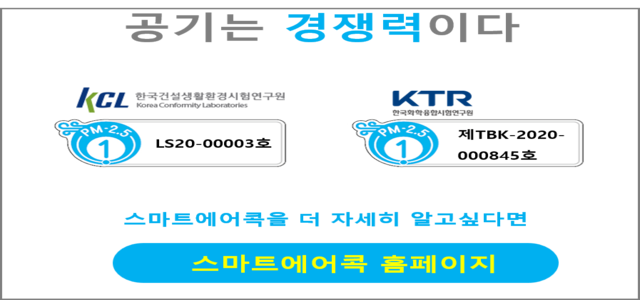 공기는 경쟁력이다
KCL 한국건설생활환경시험연구원
Korea Conformity Laboratories
PM-2.5
1
LS20-00003호
KTR
한국화학융합시험연구원
PM-2.5
1
제TBK-2020-
000845호
스마트에어콕을 더 자세히 알고싶다면
스마트에어콕 홈페이지